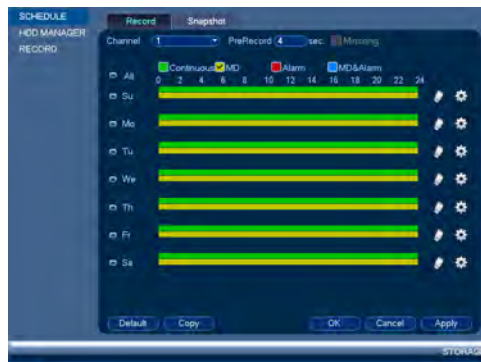 SCHEDULE
HDD MANAGER
RECORD
Record Snapshot
Channel 1 PreRecord 4 sec.
Continuous MD Alarm MD&Alarm
All 0 2 4 6 8 10 12 14 16 18 20 22 24
Su
Mo
Tu
We
Th
Fr
Sa
Default Copy OK Cancel Apply
STORAG